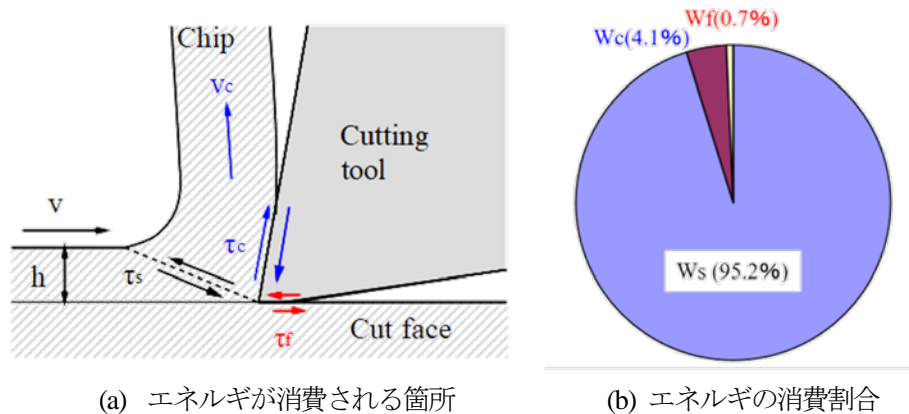 Chip
Vc
Cutting
tool
v
τc
h
τs
τf
Cut face
(a) エネルギが消費される箇所
Wf(0.7%)
Wc(4.1%)
Ws (95.2%)
(b) エネルギの消費割合